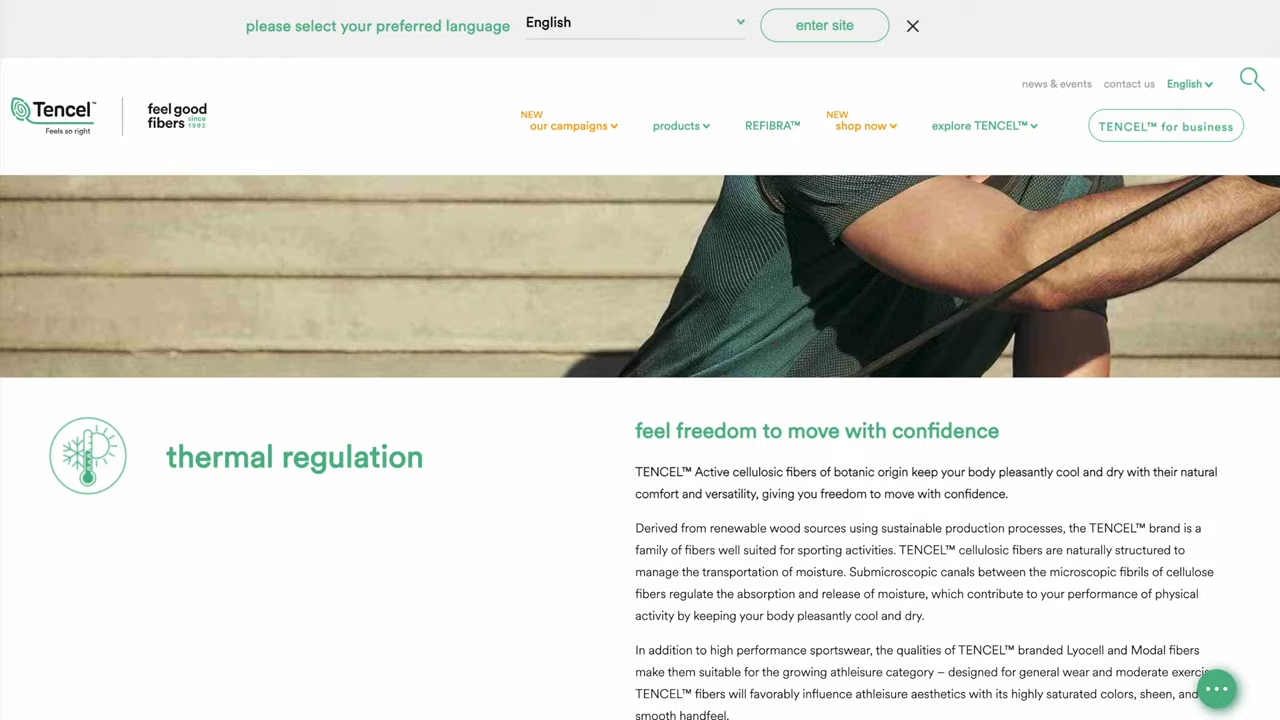 please select your preferred language
English
enter site
news & events
contact us
English
Tencel™
Feels so right
feel good
fibers since 1992
NEW
our campaigns
products
REFIBRA™
NEW
shop now
explore TENCEL™
TENCEL™ for business
thermal regulation
feel freedom to move with confidence
TENCEL™ Active cellulosic fibers of botanic origin keep your body pleasantly cool and dry with their natural
comfort and versatility, giving you freedom to move with confidence.
Derived from renewable wood sources using sustainable production processes, the TENCEL™ brand is a
family of fibers well suited for sporting activities. TENCEL™ cellulosic fibers are naturally structured to
manage the transportation of moisture. Submicroscopic canals between the microscopic fibrils of cellulose
fibers regulate the absorption and release of moisture, which contribute to your performance of physical
activity by keeping your body pleasantly cool and dry.
In addition to high performance sportswear, the qualities of TENCEL™ branded Lyocell and Modal fibers
make them suitable for the growing athleisure category – designed for general wear and moderate
TENCEL™ fibers will favorably influence athleisure aesthetics with its highly saturated colors, sheen, and
smooth handfeel.